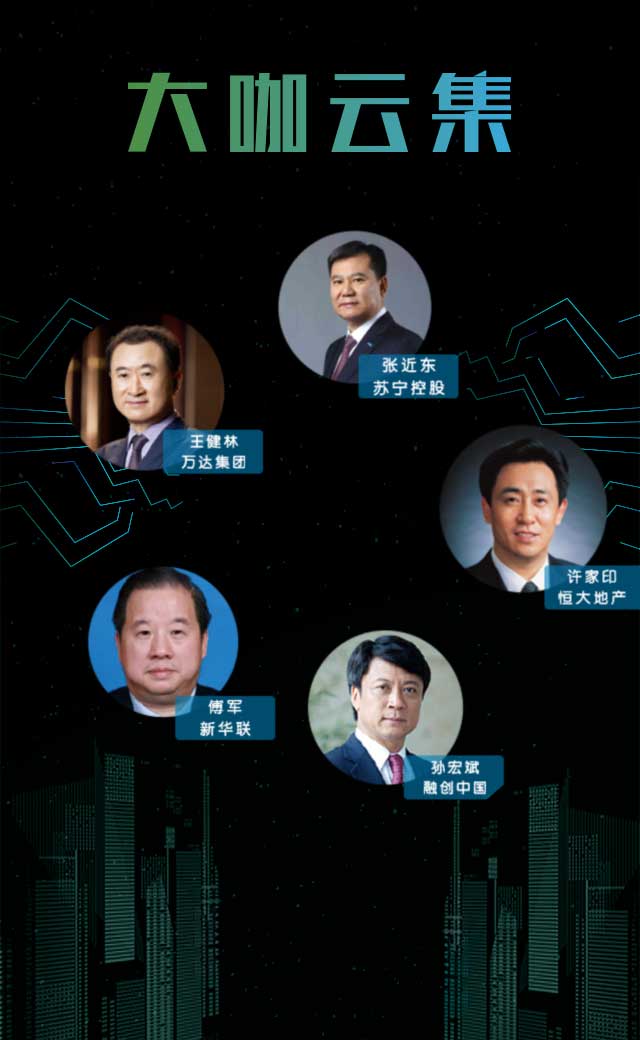 大咖云集
张近东
苏宁控股
王健林
万达集团
许家印
恒大地产
傅军
新华联
孙宏斌
融创中国